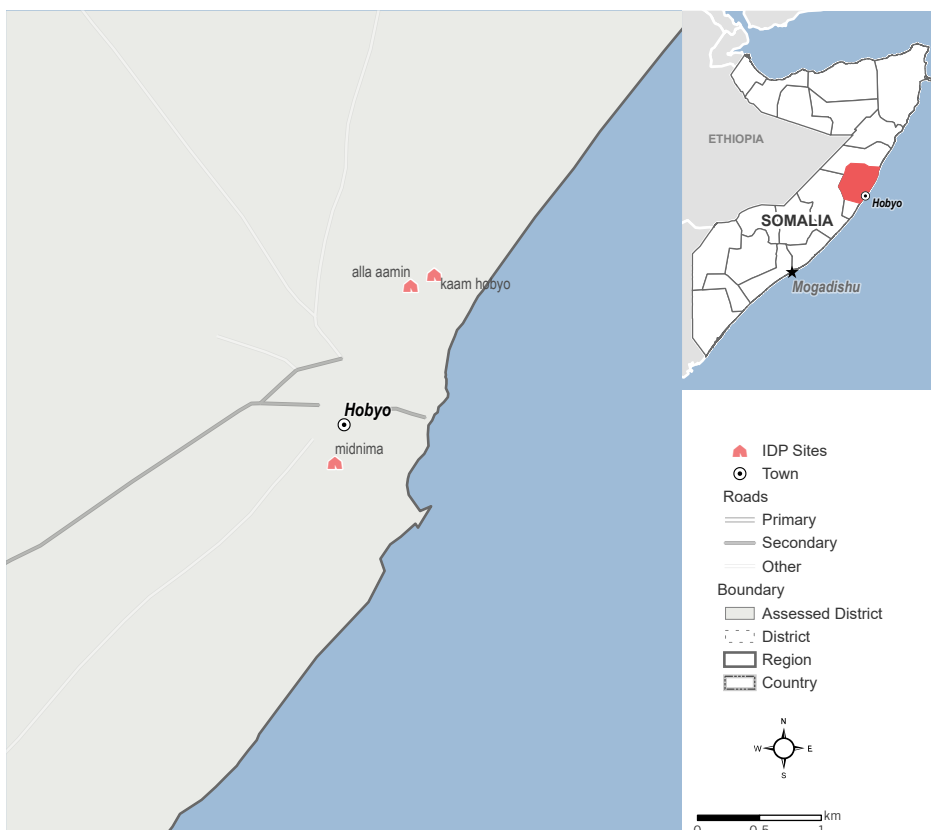 alla aamin
kaam hobyo
Hobyo
midnima
ETHIOPIA
SOMALIA
Hobyo
Mogadishu
IDP Sites
Town
Roads
Primary
Secondary
Other
Boundary
Assessed District
District
Region
Country
N
W E
S
km
0 0.5 1